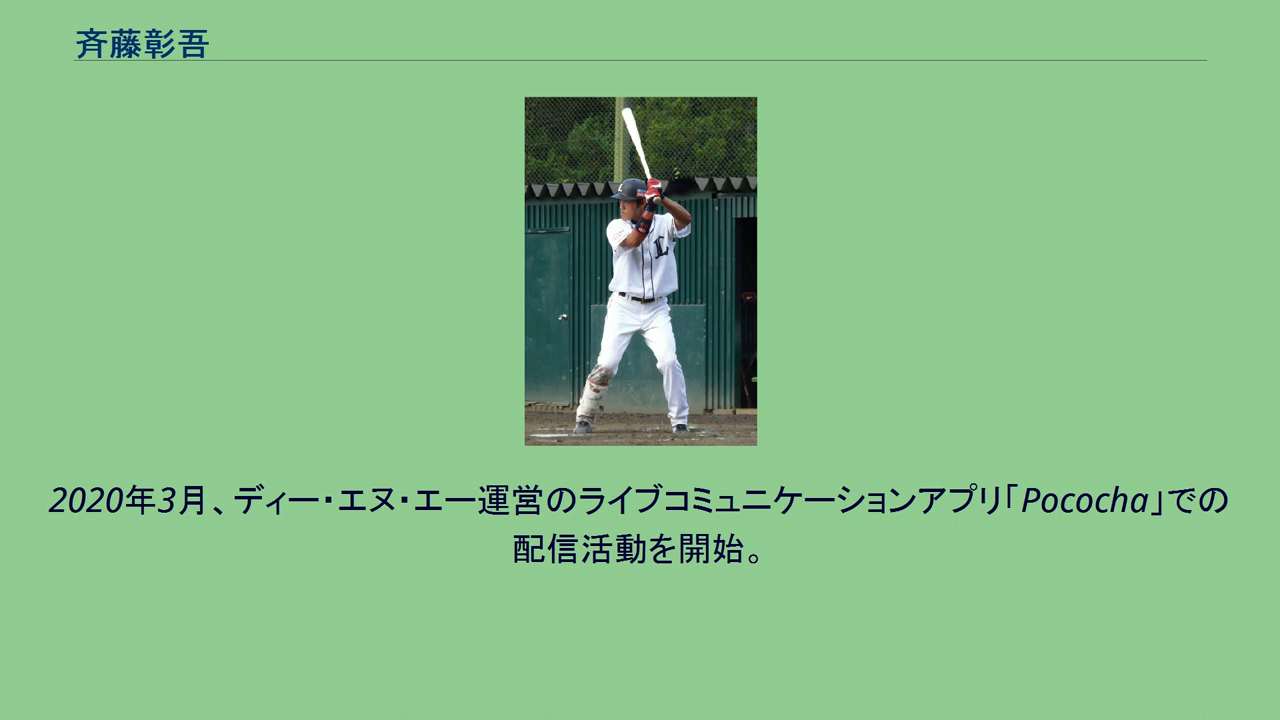 斉藤彰吾
2020年3月、ディー・エヌ・エー運営のライブコミュニケーションアプリ「Pococha」での
配信活動を開始。